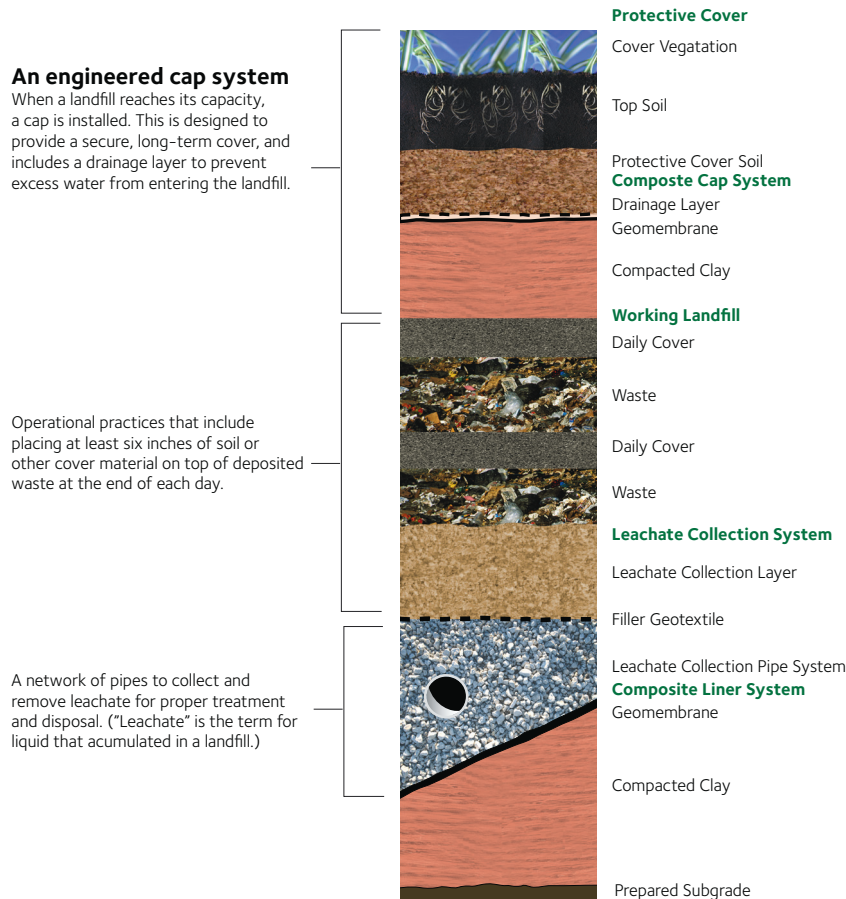 An engineered cap system
When a landfill reaches its capacity,
a cap is installed. This is designed to
provide a secure, long-term cover, and
includes a drainage layer to prevent
excess water from entering the landfill.
Operational practices that include
placing at least six inches of soil or
other cover material on top of deposited
waste at the end of each day.
A network of pipes to collect and
remove leachate for proper treatment
and disposal. ("Leachate" is the term for
liquid that acumulated in a landfill.)
Protective Cover
Cover Vegatation
Top Soil
Protective Cover Soil
Composte Cap System
Drainage Layer
Geomembrane
Compacted Clay
Working Landfill
Daily Cover
Waste
Daily Cover
Waste
Leachate Collection System
Leachate Collection Layer
Filler Geotextile
Leachate Collection Pipe System
Composite Liner System
Geomembrane
Compacted Clay
Prepared Subgrade